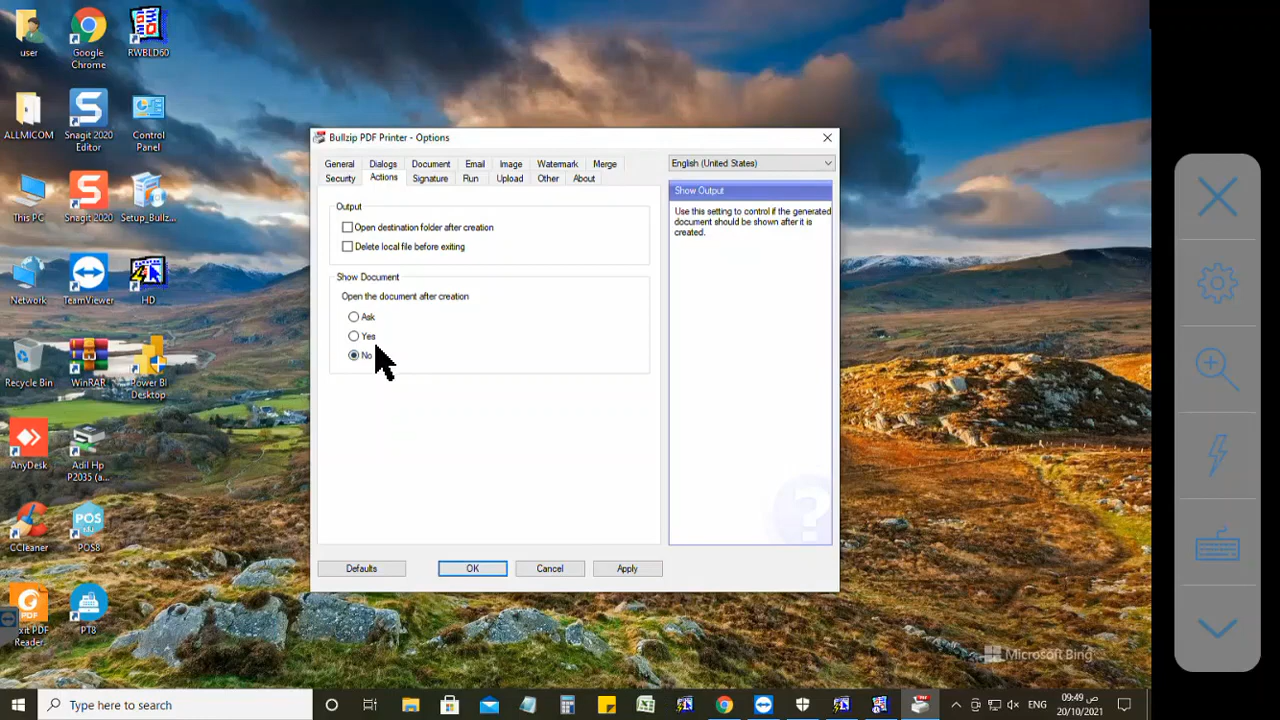 user
Google
Chrome
RWBLD60
ALLMICOM
Snagit 2020
Editor
Control
Panel
This PC
Snagit 2020
Setup_Bullz...
Network
TeamViewer
HD
Recycle Bin
WinRAR
Power BI
Desktop
AnyDesk
Adil Hp
P2035 (a...
CCleaner
POS
POS8
PDF
xit PDF
Reader
PT8
Bullzip PDF Printer - Options
General
Dialogs
Document
Email
Image
Watermark
Merge
Security
Actions
Signature
Run
Upload
Other
About
English (United States)
Output
Open destination folder after creation
Delete local file before exiting
Show Document
Open the document after creation
Ask
Yes
No
Show Output
Use this setting to control if the generated
document should be shown after it is
created.
Defaults
OK
Cancel
Apply
Microsoft Bing
Type here to search
ENG
09:49 ص
20/10/2021